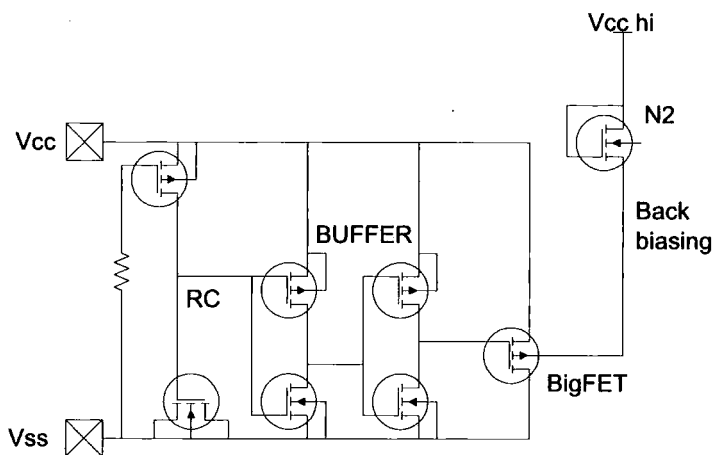 Vcc hi
N2
Vcc
Back
biasing
BUFFER
RC
BigFET
Vss